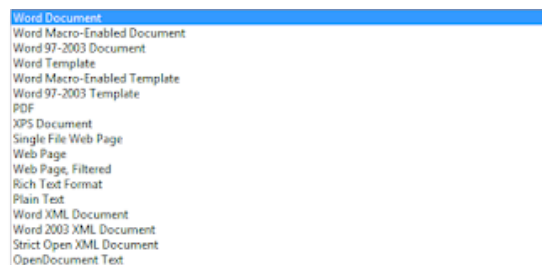 Word Document
Word Macro-Enabled Document
Word 97-2003 Document
Word Template
Word Macro-Enabled Template
Word 97-2003 Template
PDF
XPS Document
Single File Web Page
Web Page
Web Page, Filtered
Rich Text Format
Plain Text
Word XML Document
Word 2003 XML Document
Strict Open XML Document
OpenDocument Text